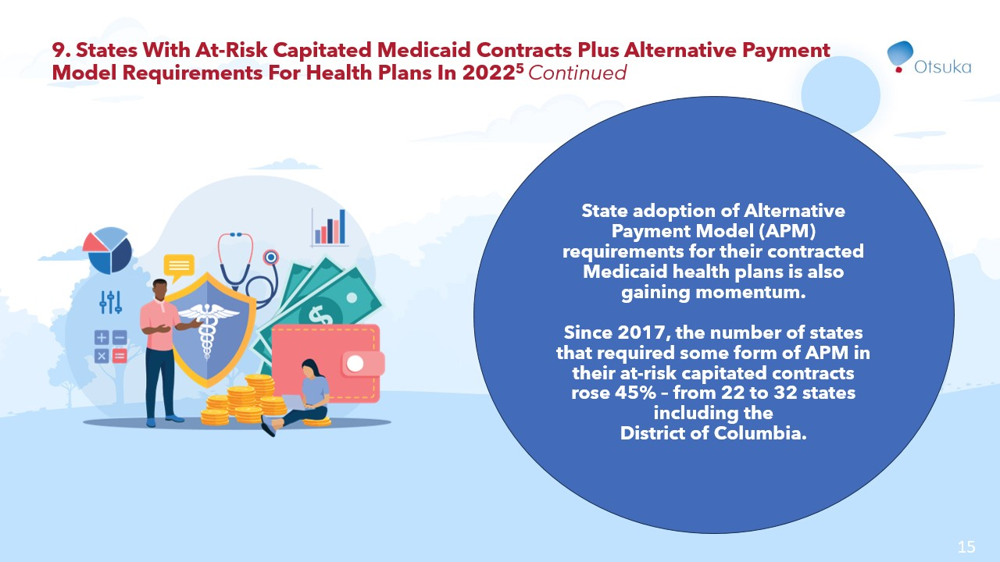 9. States With At-Risk Capitated Medicaid Contracts Plus Alternative Payment
Model Requirements For Health Plans In 2022⁵ Continued
Otsuka
State adoption of Alternative
Payment Model (APM)
requirements for their contracted
Medicaid health plans is also
gaining momentum.
Since 2017, the number of states
that required some form of APM in
their at-risk capitated contracts
rose 45% – from 22 to 32 states
including the
District of Columbia.
$
15